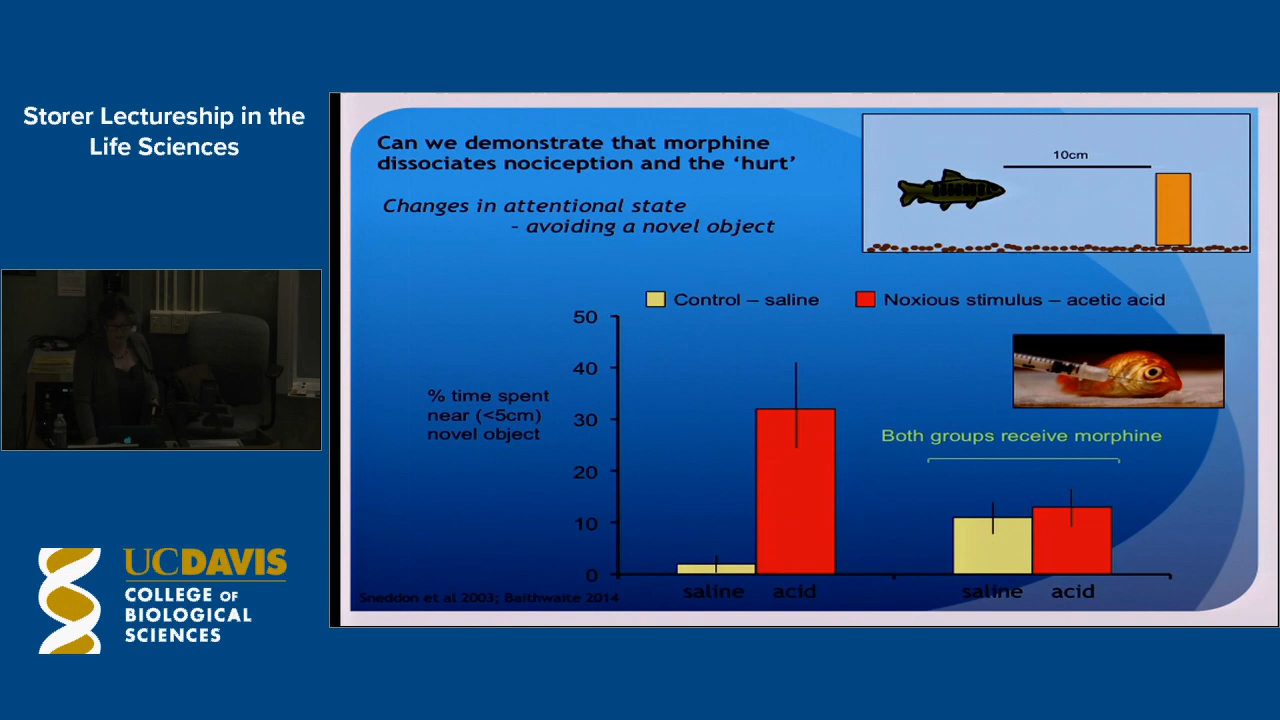 Storer Lectureship in the
Life Sciences
UCDAVIS
COLLEGE OF
BIOLOGICAL
SCIENCES
Can we demonstrate that morphine
dissociates nociception and the ‘hurt’
Changes in attentional state
- avoiding a novel object
10cm
Control – saline
Noxious stimulus – acetic acid
% time spent
near (<5cm)
novel object
50
40
30
20
10
0
Both groups receive morphine
saline
acid
saline
acid
Sneddon et al 2003; Baithwaite 2014